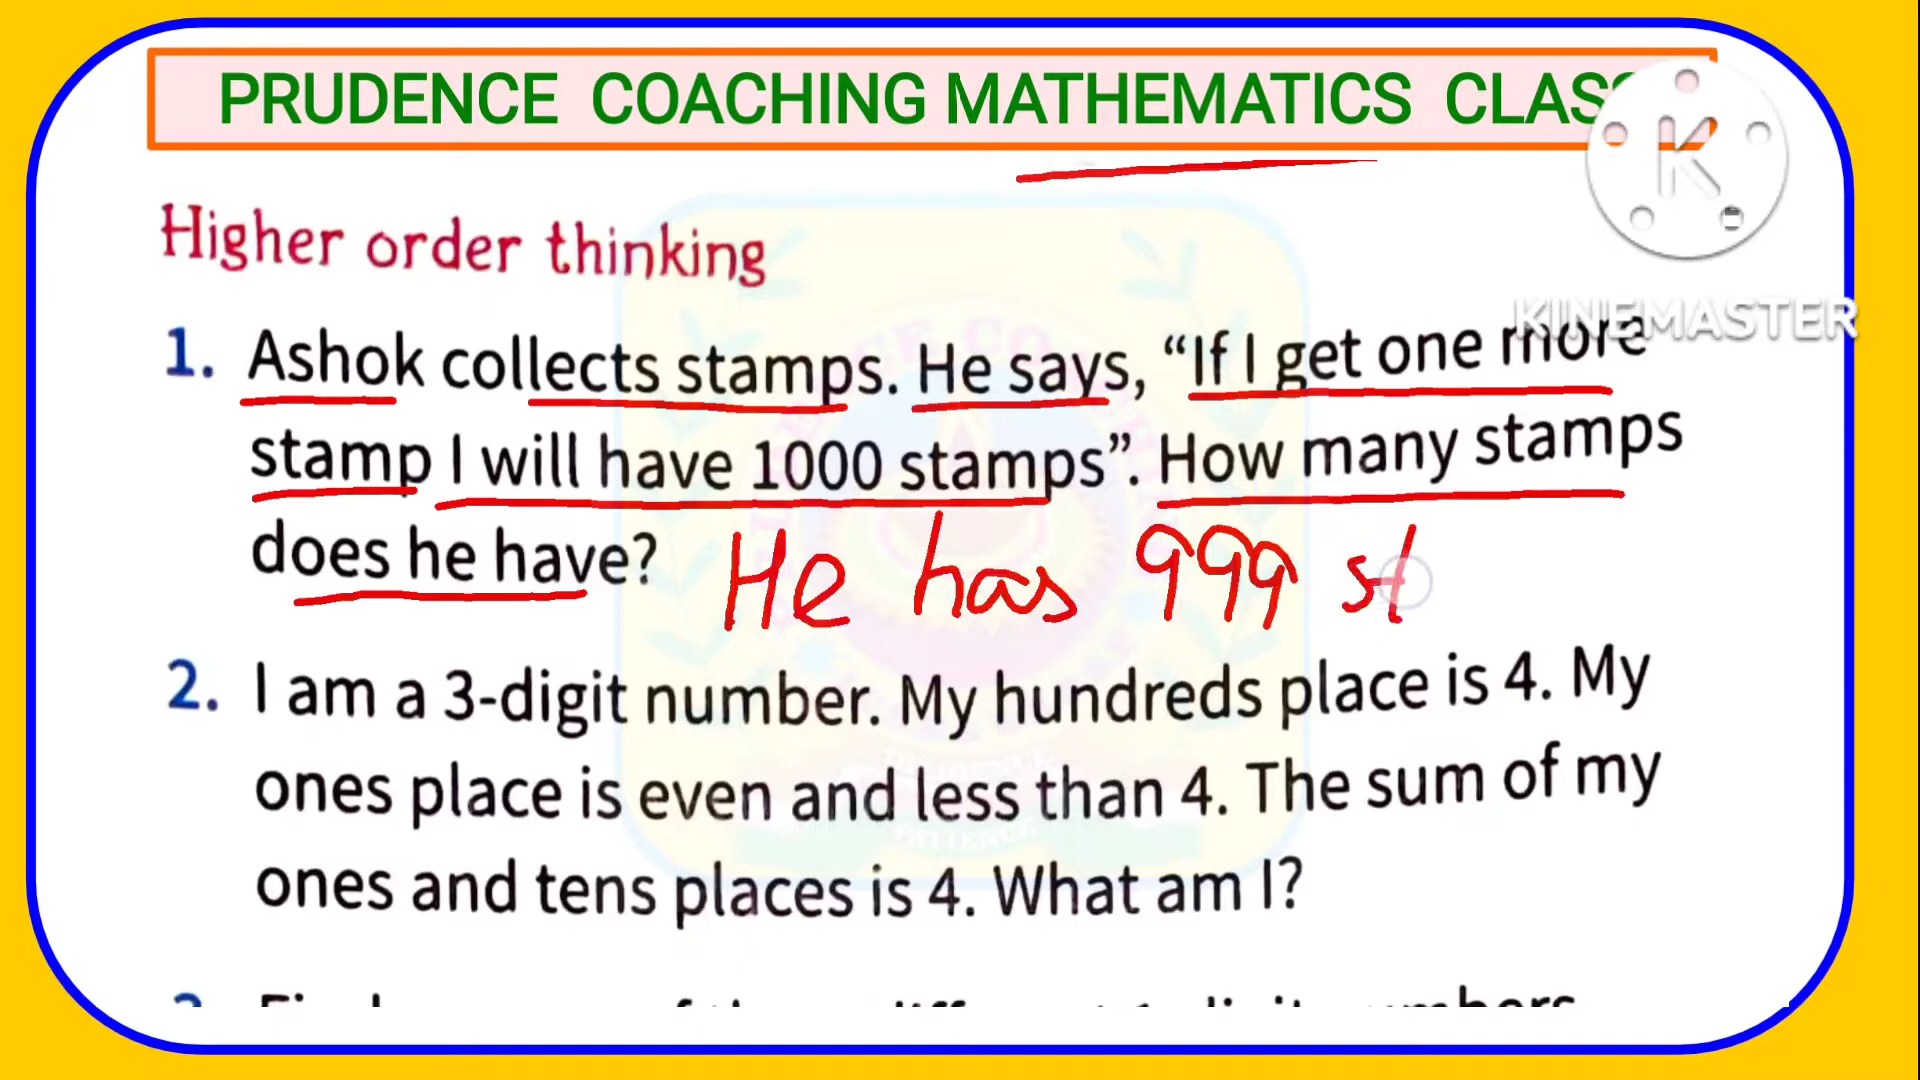 PRUDENCE COACHING MATHEMATICS CLASS
KINEMASTER
Higher order thinking
1. Ashok collects stamps. He says, “If I get one more
stamp I will have 1000 stamps”. How many stamps
does he have? He has 999 st
2. I am a 3-digit number. My hundreds place is 4. My
ones place is even and less than 4. The sum of my
ones and tens places is 4. What am I?